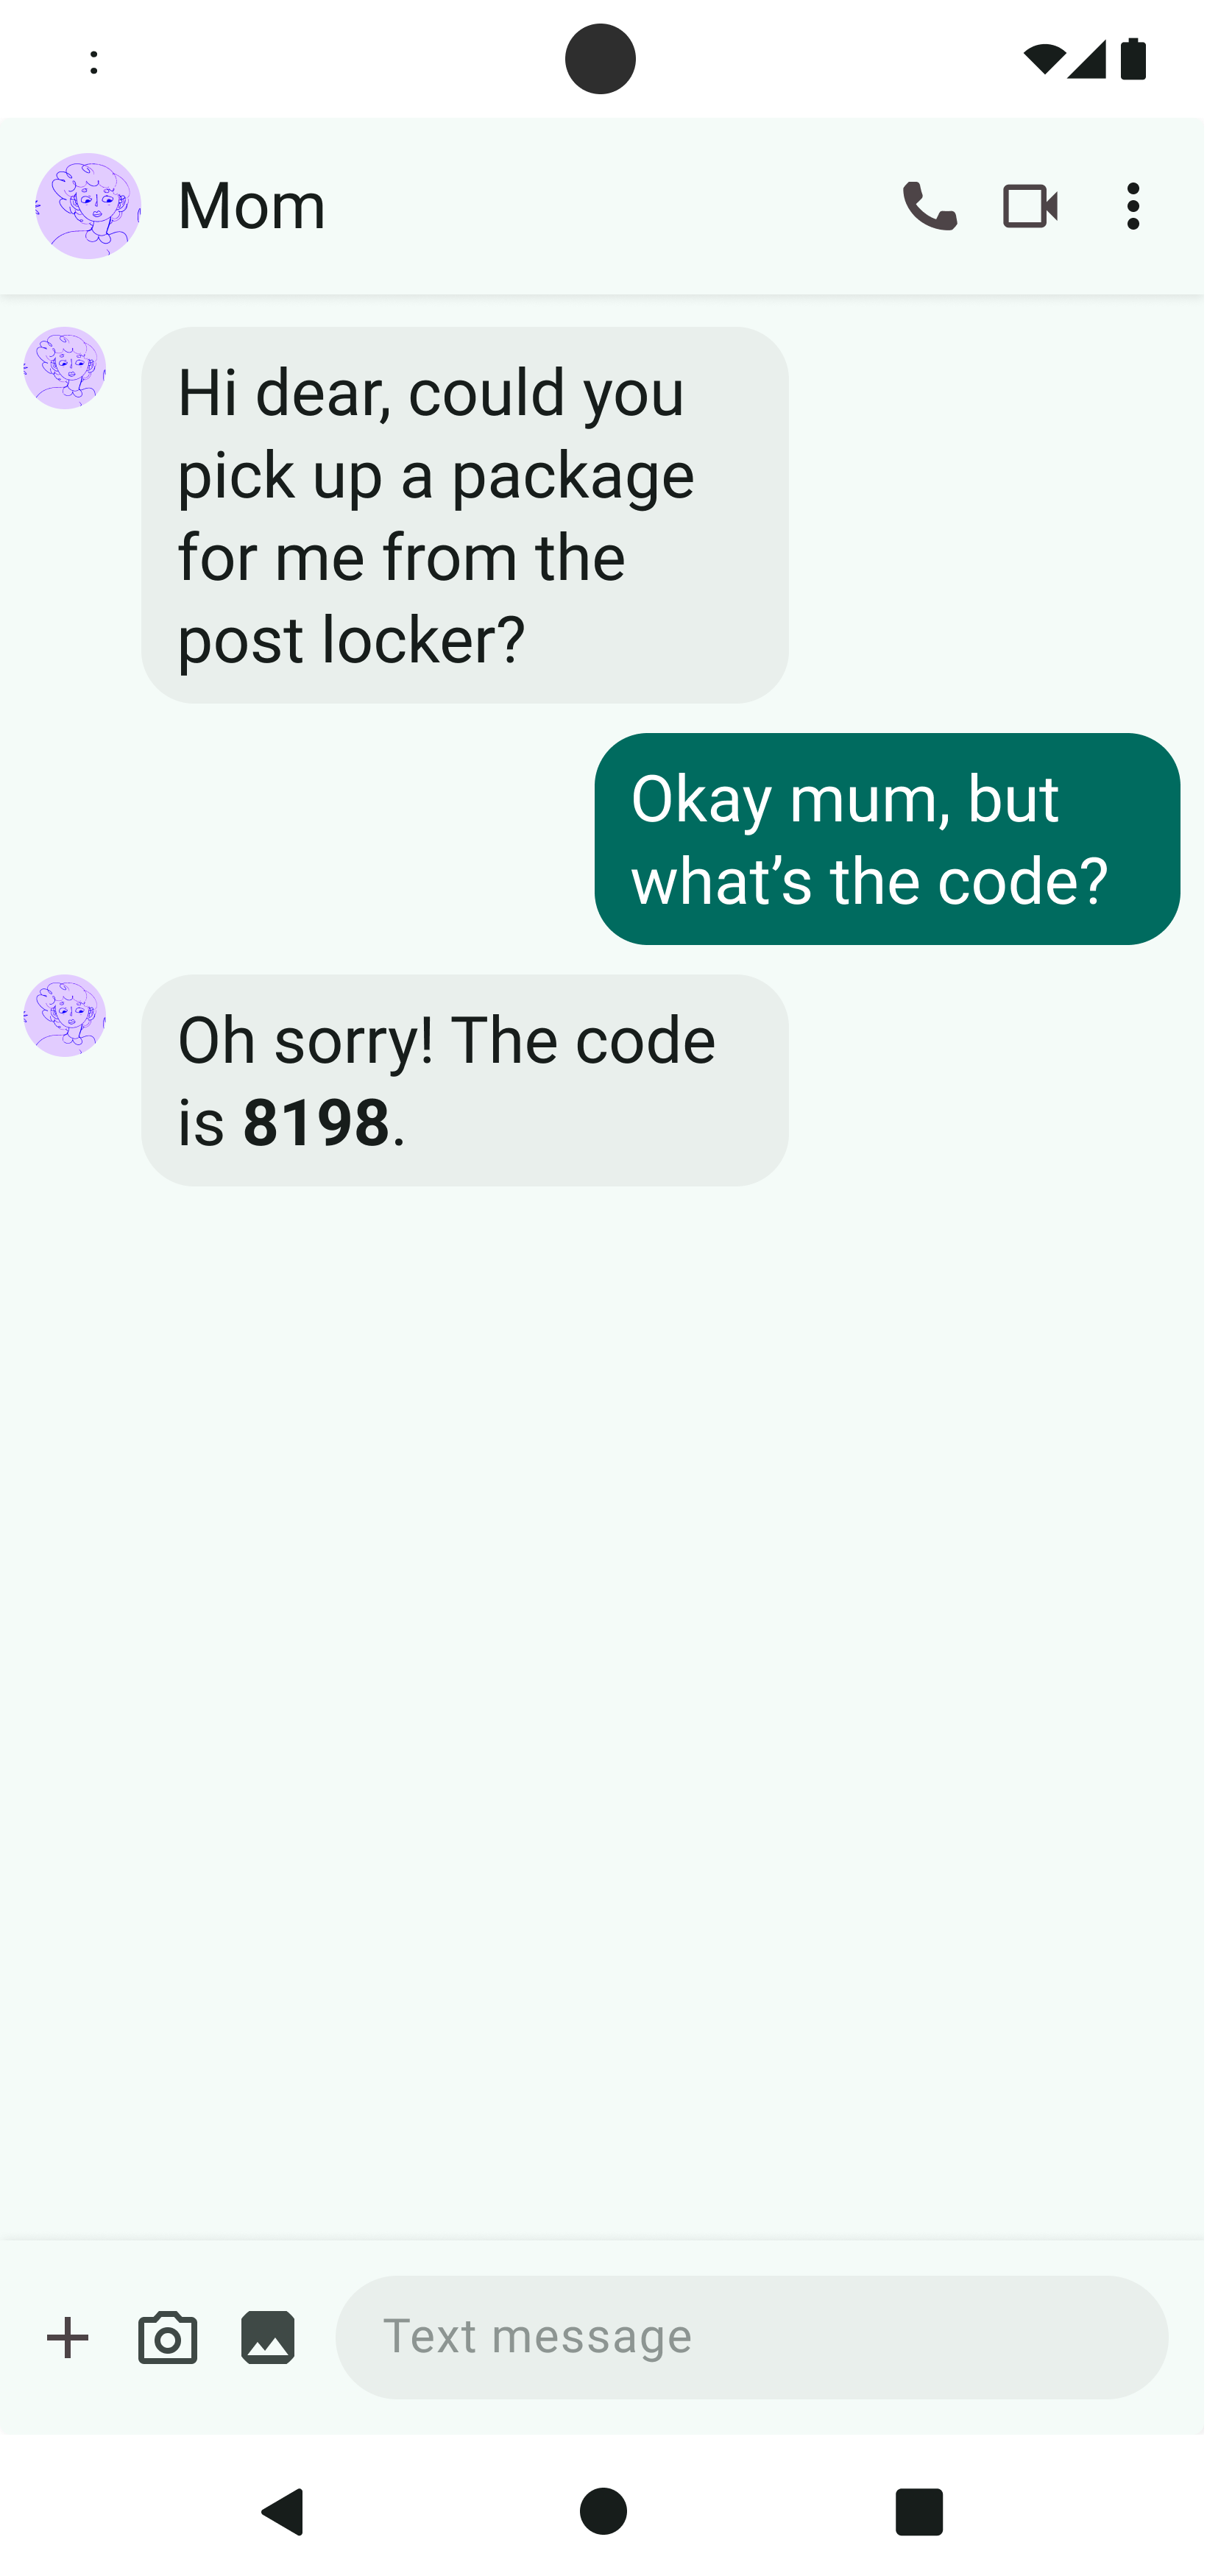 :
Mom
Hi dear, could you
pick up a package
for me from the
post locker?
Okay mum, but
what’s the code?
Oh sorry! The code
is 8198.
Text message